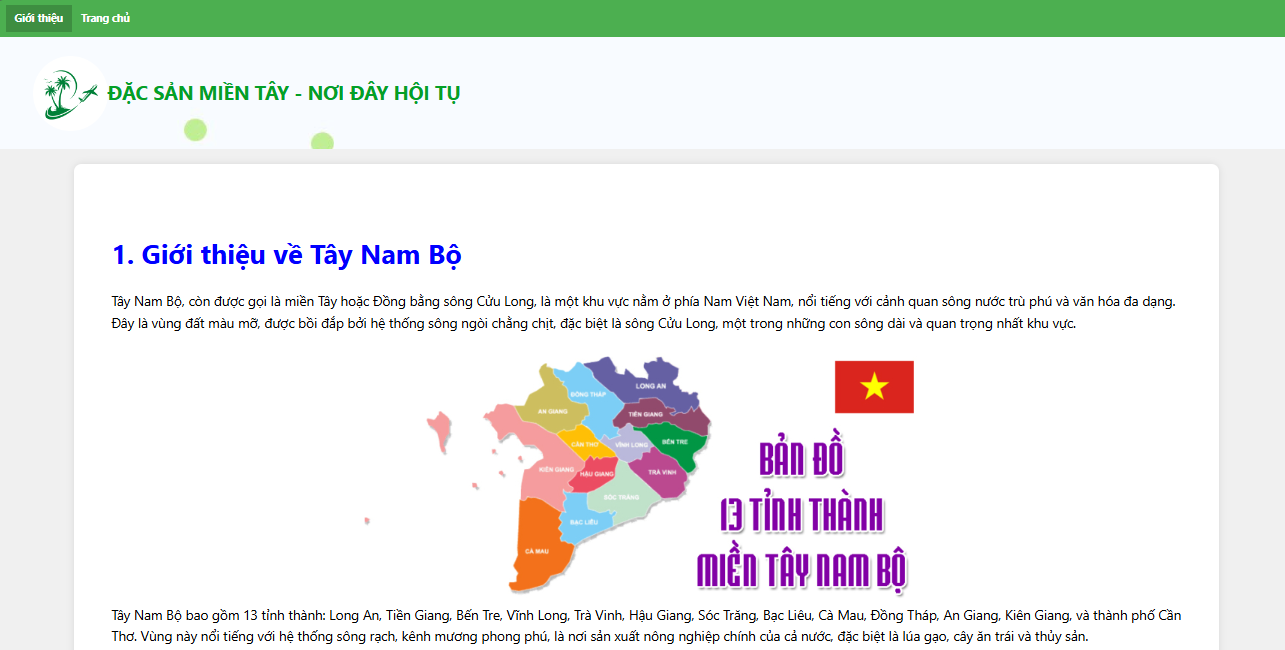 Giới thiệu Trang chủ
ĐẶC SẢN MIỀN TÂY - NƠI ĐÂY HỘI TỤ
1. Giới thiệu về Tây Nam Bộ
Tây Nam Bộ, còn được gọi là miền Tây hoặc Đồng bằng sông Cửu Long, là một khu vực nằm ở phía Nam Việt Nam, nổi tiếng với cảnh quan sông nước trù phú và văn hóa đa dạng.
Đây là vùng đất màu mỡ, được bồi đắp bởi hệ thống sông ngòi chằng chịt, đặc biệt là sông Cửu Long, một trong những con sông dài và quan trọng nhất khu vực.
LONG AN
ĐỒNG THÁP
AN GIANG
TIỀN GIANG
CẦN THƠ
VĨNH LONG
BẾN TRE
KIÊN GIANG
HẬU GIANG
TRÀ VINH
SÓC TRĂNG
BẠC LIÊU
CÀ MAU
BẢN ĐỒ
13 TỈNH THÀNH
MIỀN TÂY NAM BỘ
Tây Nam Bộ bao gồm 13 tỉnh thành: Long An, Tiền Giang, Bến Tre, Vĩnh Long, Trà Vinh, Hậu Giang, Sóc Trăng, Bạc Liêu, Cà Mau, Đồng Tháp, An Giang, Kiên Giang, và thành phố Cần
Thơ. Vùng này nổi tiếng với hệ thống sông rạch, kênh mương phong phú, là nơi sản xuất nông nghiệp chính của cả nước, đặc biệt là lúa gạo, cây ăn trái và thủy sản.